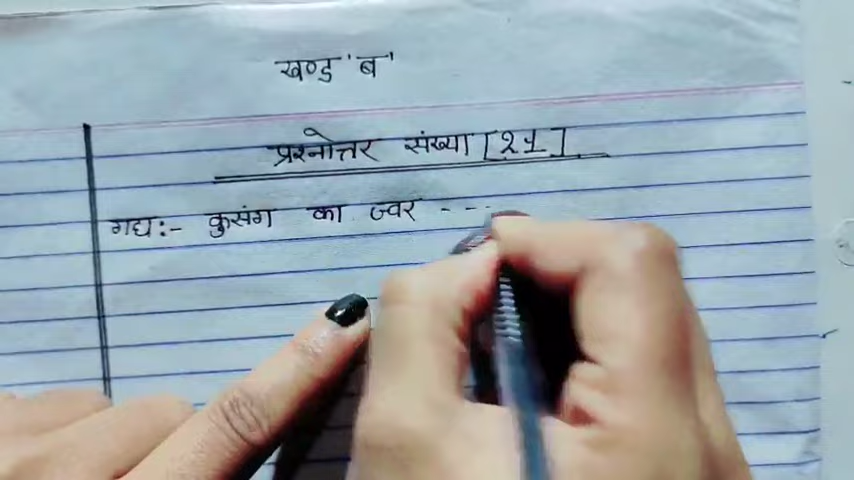 खण्ड 'ब'
प्रश्नोत्तर संख्या [२१]
गद्य:- कुसंग का ज्वर - - -